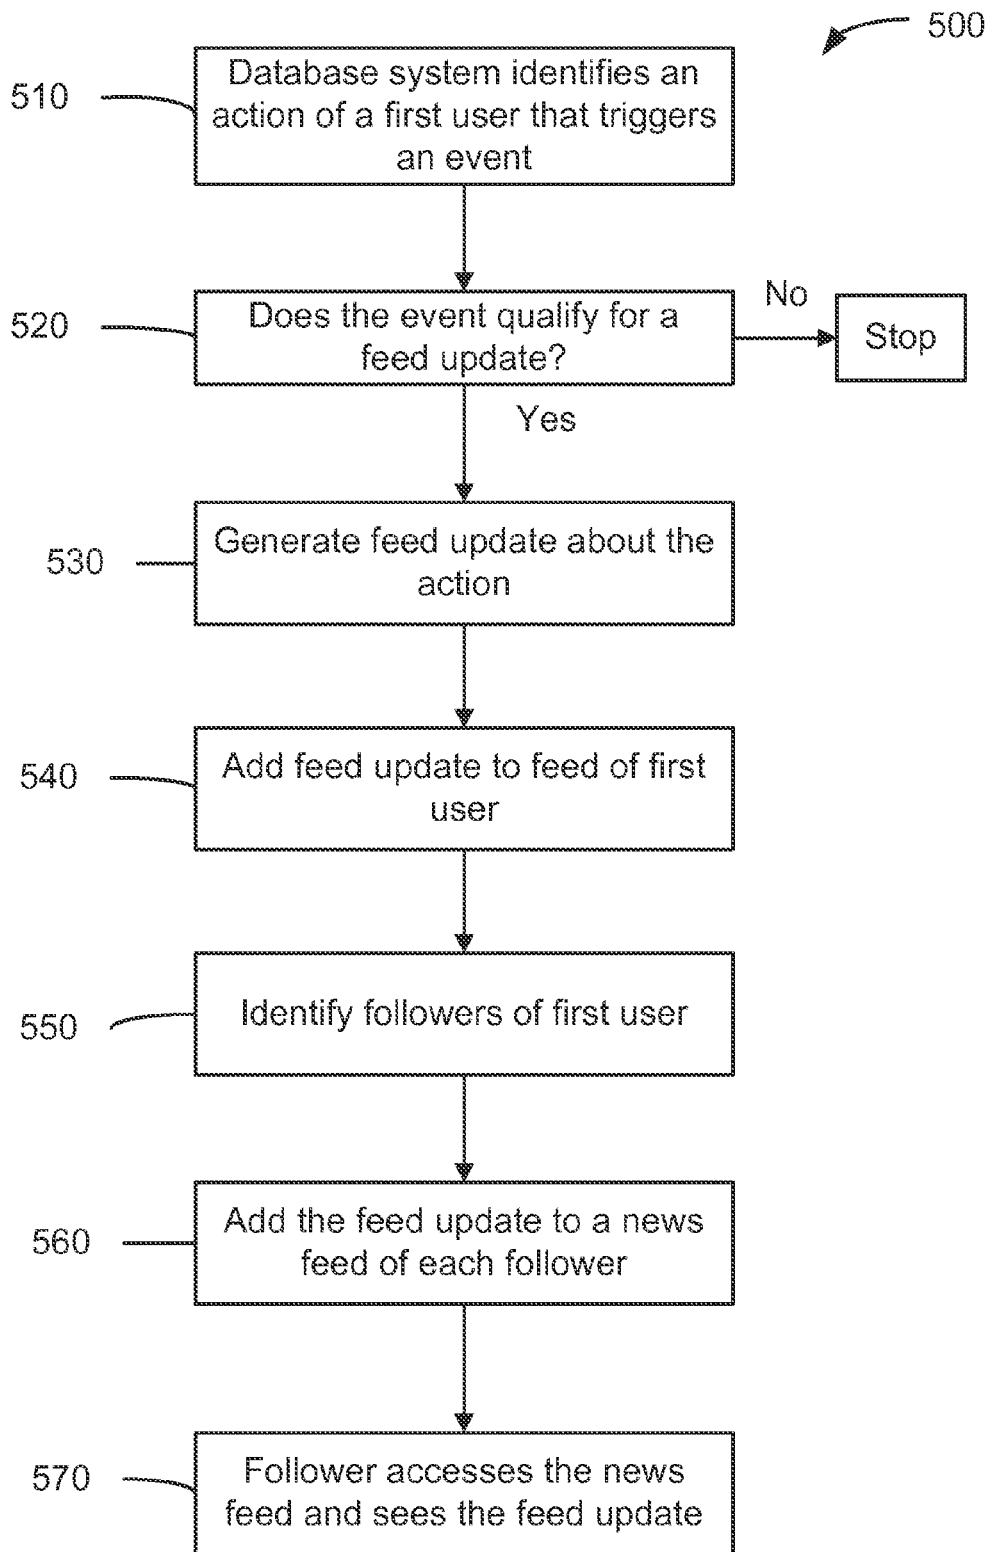 500
510
Database system identifies an
action of a first user that triggers
an event
520
Does the event qualify for a
feed update?
No
Stop
Yes
530
Generate feed update about the
action
540
Add feed update to feed of first
user
550
Identify followers of first user
560
Add the feed update to a news
feed of each follower
570
Follower accesses the news
feed and sees the feed update